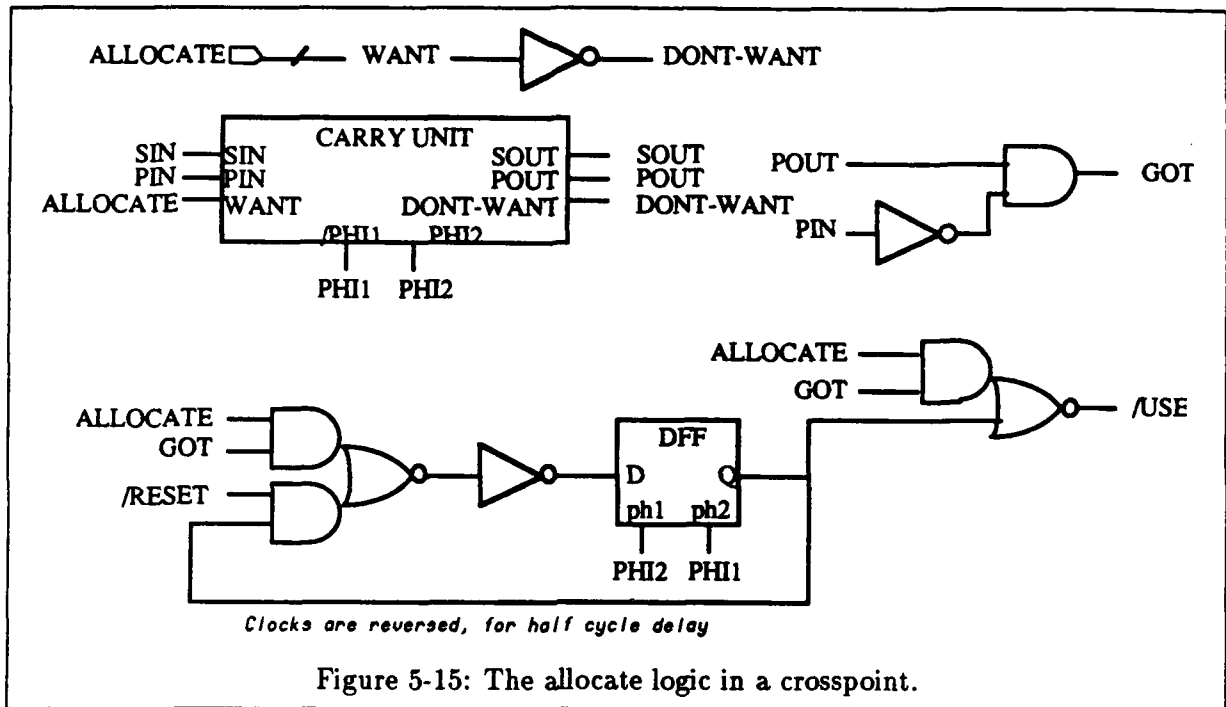 ALLOCATE WANT DONT-WANT
CARRY UNIT
SIN SIN SOUT SOUT
PIN PIN POUT POUT
ALLOCATE WANT DONT-WANT DONT-WANT
/PHI1 PHI2
PHI1 PHI2
POUT GOT
PIN
ALLOCATE
GOT /USE
ALLOCATE
GOT
/RESET
DFF
D Q
ph1 ph2
PHI2 PHI1
Clocks are reversed, for half cycle delay
Figure 5-15: The allocate logic in a crosspoint.